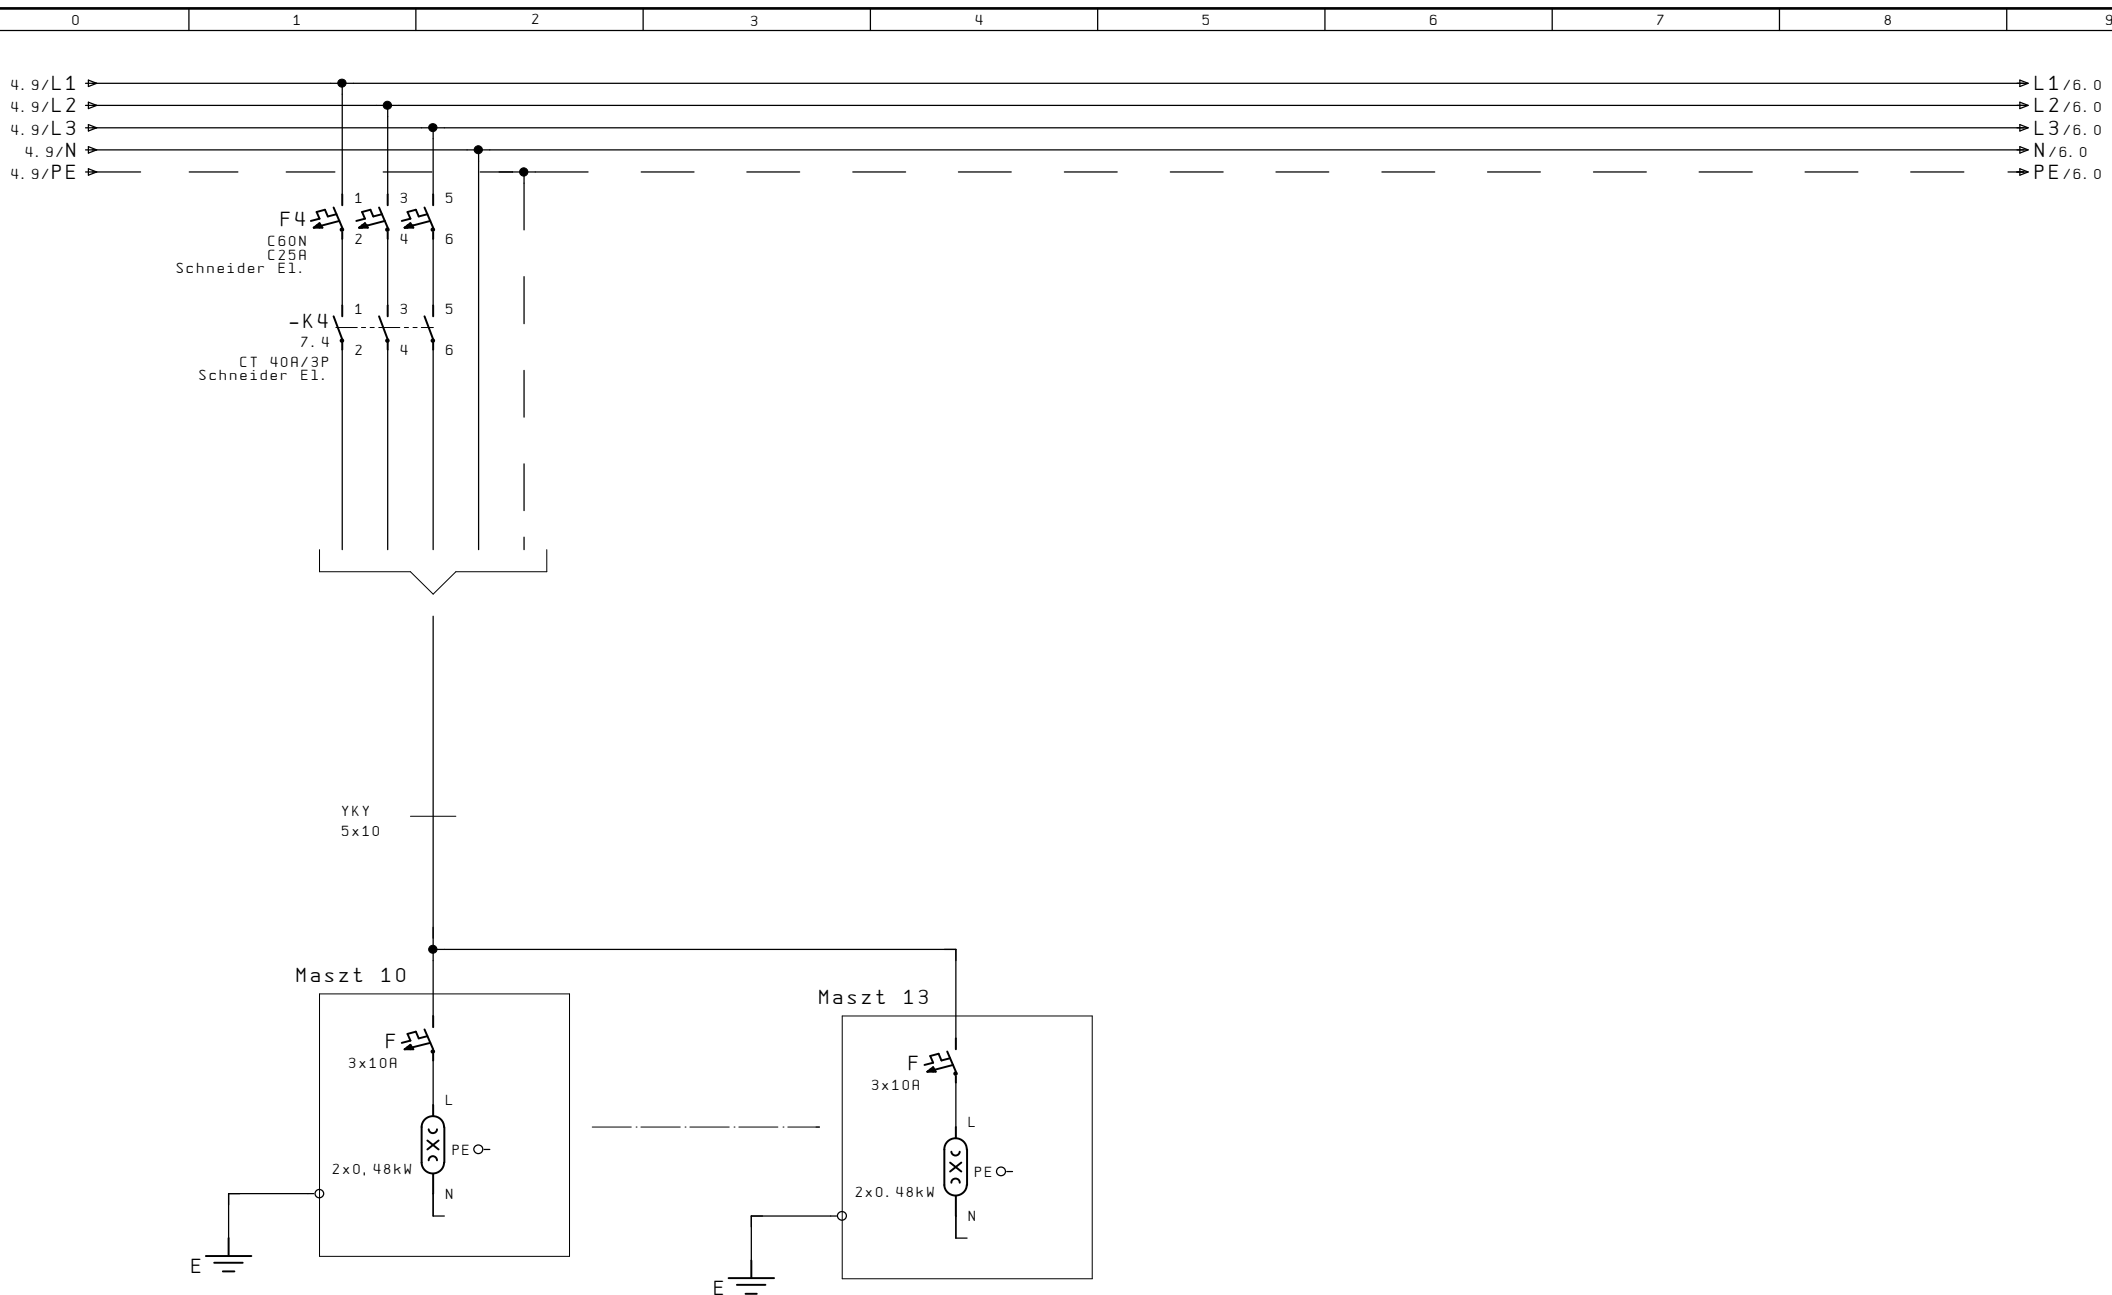 0 1 2 3 4 5 6 7 8 9
4.9/L1 L1/6.0
4.9/L2 L2/6.0
4.9/L3 L3/6.0
4.9/N N/6.0
4.9/PE PE/6.0
1 3 5
F4
2 4 6
C60N
C25A
Schneider El.
1 3 5
-K4
7.4
2 4 6
CT 40A/3P
Schneider El.
YKY
5x10
Maszt 10
F
3x10A
L
PE
2x0,48kW
N
E
Maszt 13
F
3x10A
L
PE
2x0.48kW
N
E